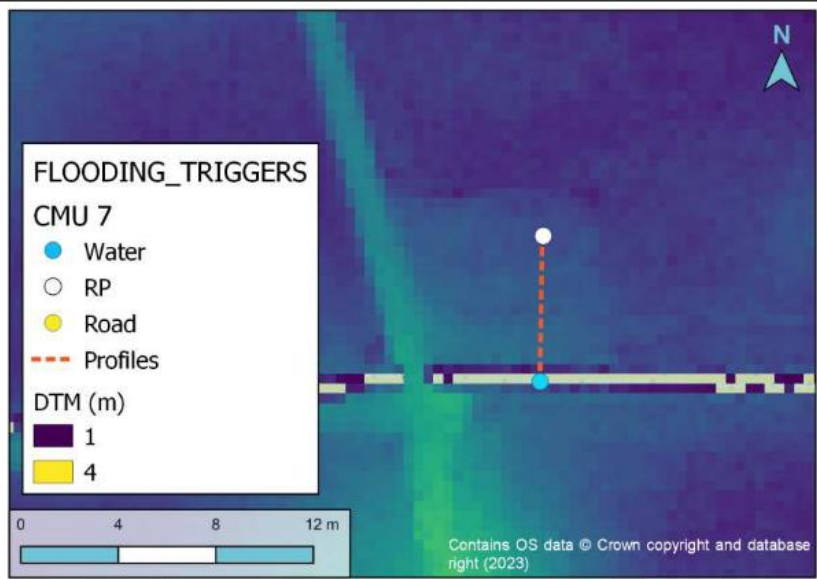 N
FLOODING_TRIGGERS
CMU 7
Water
RP
Road
Profiles
DTM (m)
1
4
0 4 8 12 m
Contains OS data © Crown copyright and database
right (2023)